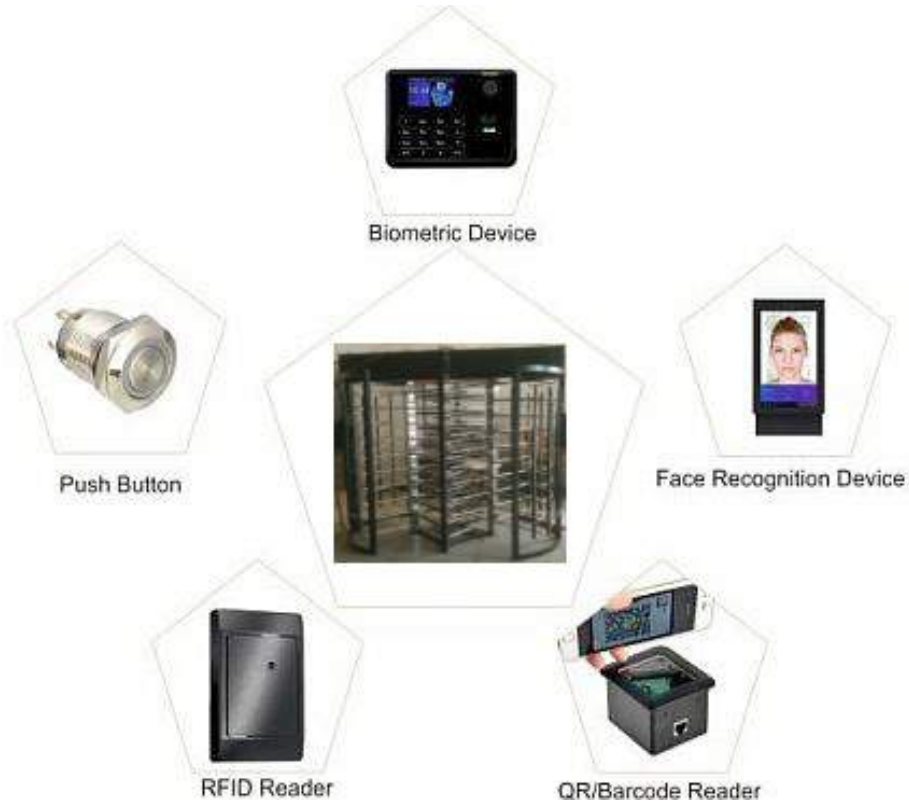 Biometric Device
Push Button
Face Recognition Device
RFID Reader
QR/Barcode Reader